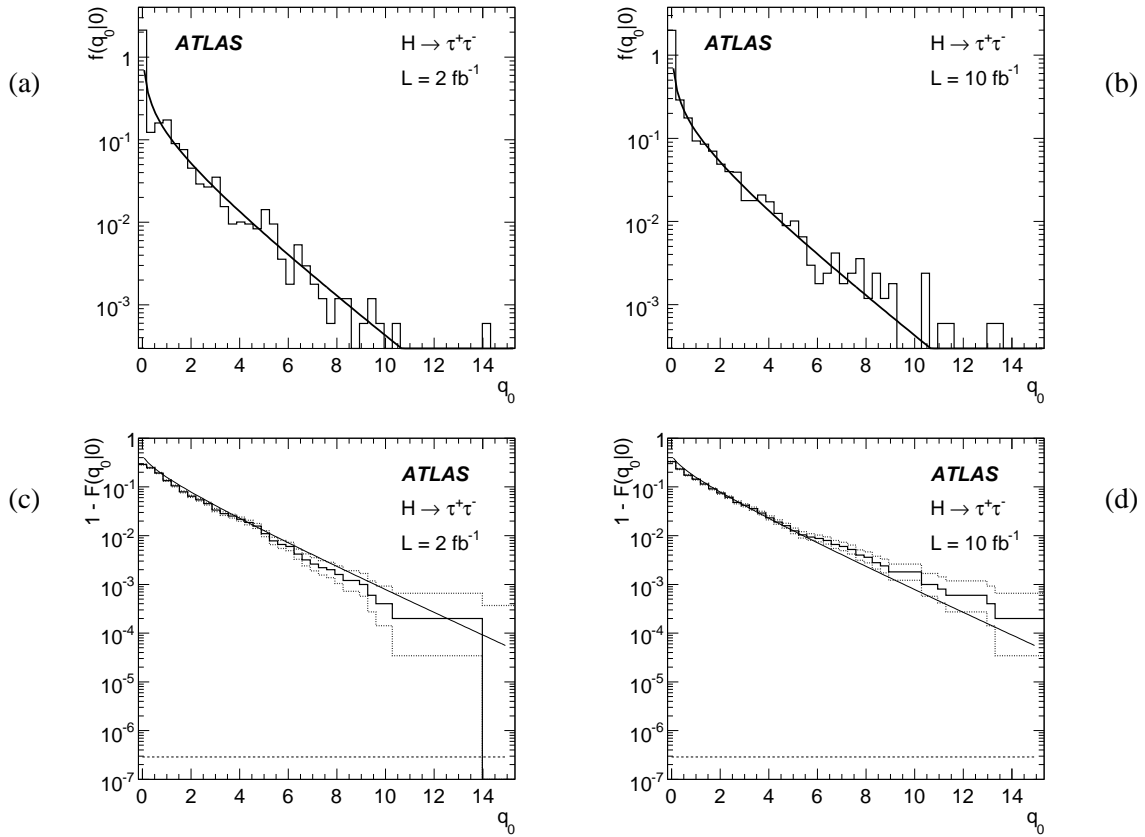 (a)
f(q₀|0)
ATLAS
H → τ⁺τ⁻
L = 2 fb⁻¹
1
10⁻¹
10⁻²
10⁻³
0 2 4 6 8 10 12 14
q₀
(b)
f(q₀|0)
ATLAS
H → τ⁺τ⁻
L = 10 fb⁻¹
1
10⁻¹
10⁻²
10⁻³
0 2 4 6 8 10 12 14
q₀
(c)
1 - F(q₀|0)
ATLAS
H → τ⁺τ⁻
L = 2 fb⁻¹
1
10⁻¹
10⁻²
10⁻³
10⁻⁴
10⁻⁵
10⁻⁶
10⁻⁷
0 2 4 6 8 10 12 14
q₀
(d)
1 - F(q₀|0)
ATLAS
H → τ⁺τ⁻
L = 10 fb⁻¹
1
10⁻¹
10⁻²
10⁻³
10⁻⁴
10⁻⁵
10⁻⁶
10⁻⁷
0 2 4 6 8 10 12 14
q₀